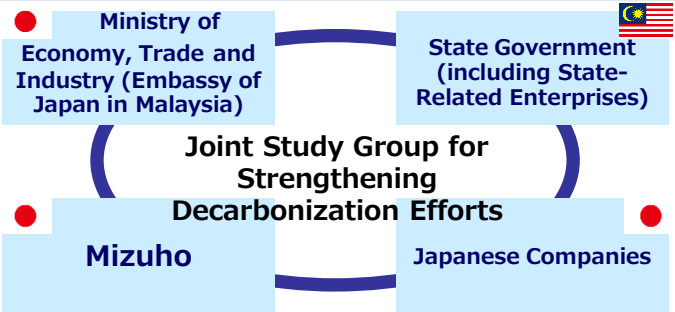 Ministry of
Economy, Trade and
Industry (Embassy of
Japan in Malaysia)
State Government
(including State-
Related Enterprises)
Joint Study Group for
Strengthening
Decarbonization Efforts
Mizuho
Japanese Companies